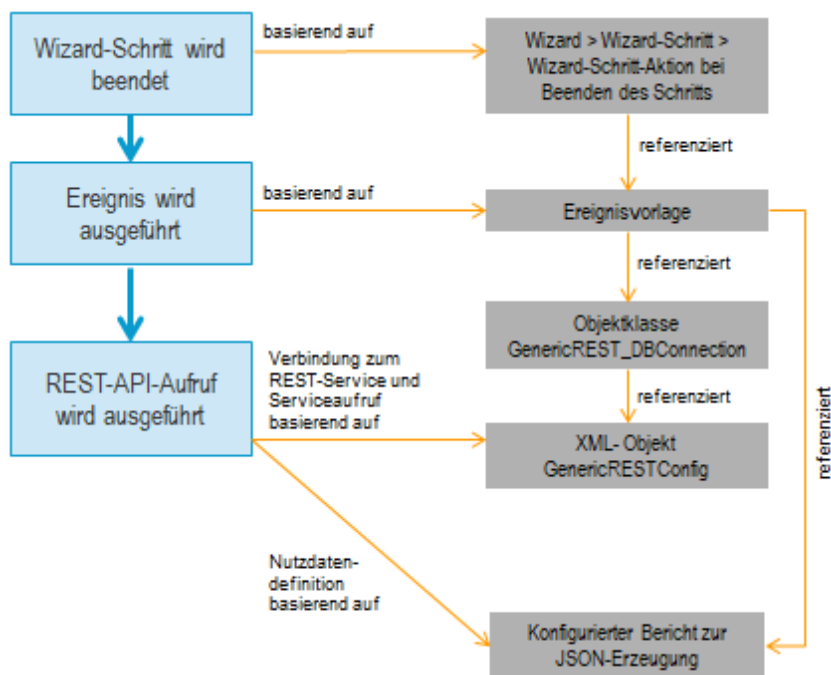 Wizard-Schritt wird
beendet
basierend auf
Wizard > Wizard-Schritt >
Wizard-Schritt-Aktion bei
Beenden des Schritts
referenziert
Ereignis wird
ausgeführt
basierend auf
Ereignisvorlage
referenziert
Objektklasse
GenericREST_DBConnection
REST-API-Aufruf
wird ausgeführt
Verbindung zum
REST-Service und
Serviceaufruf
basierend auf
referenziert
XML- Objekt
GenericRESTConfig
referenziert
Nutzdaten-
definition
basierend auf
Konfigurierter Bericht zur
JSON-Erzeugung